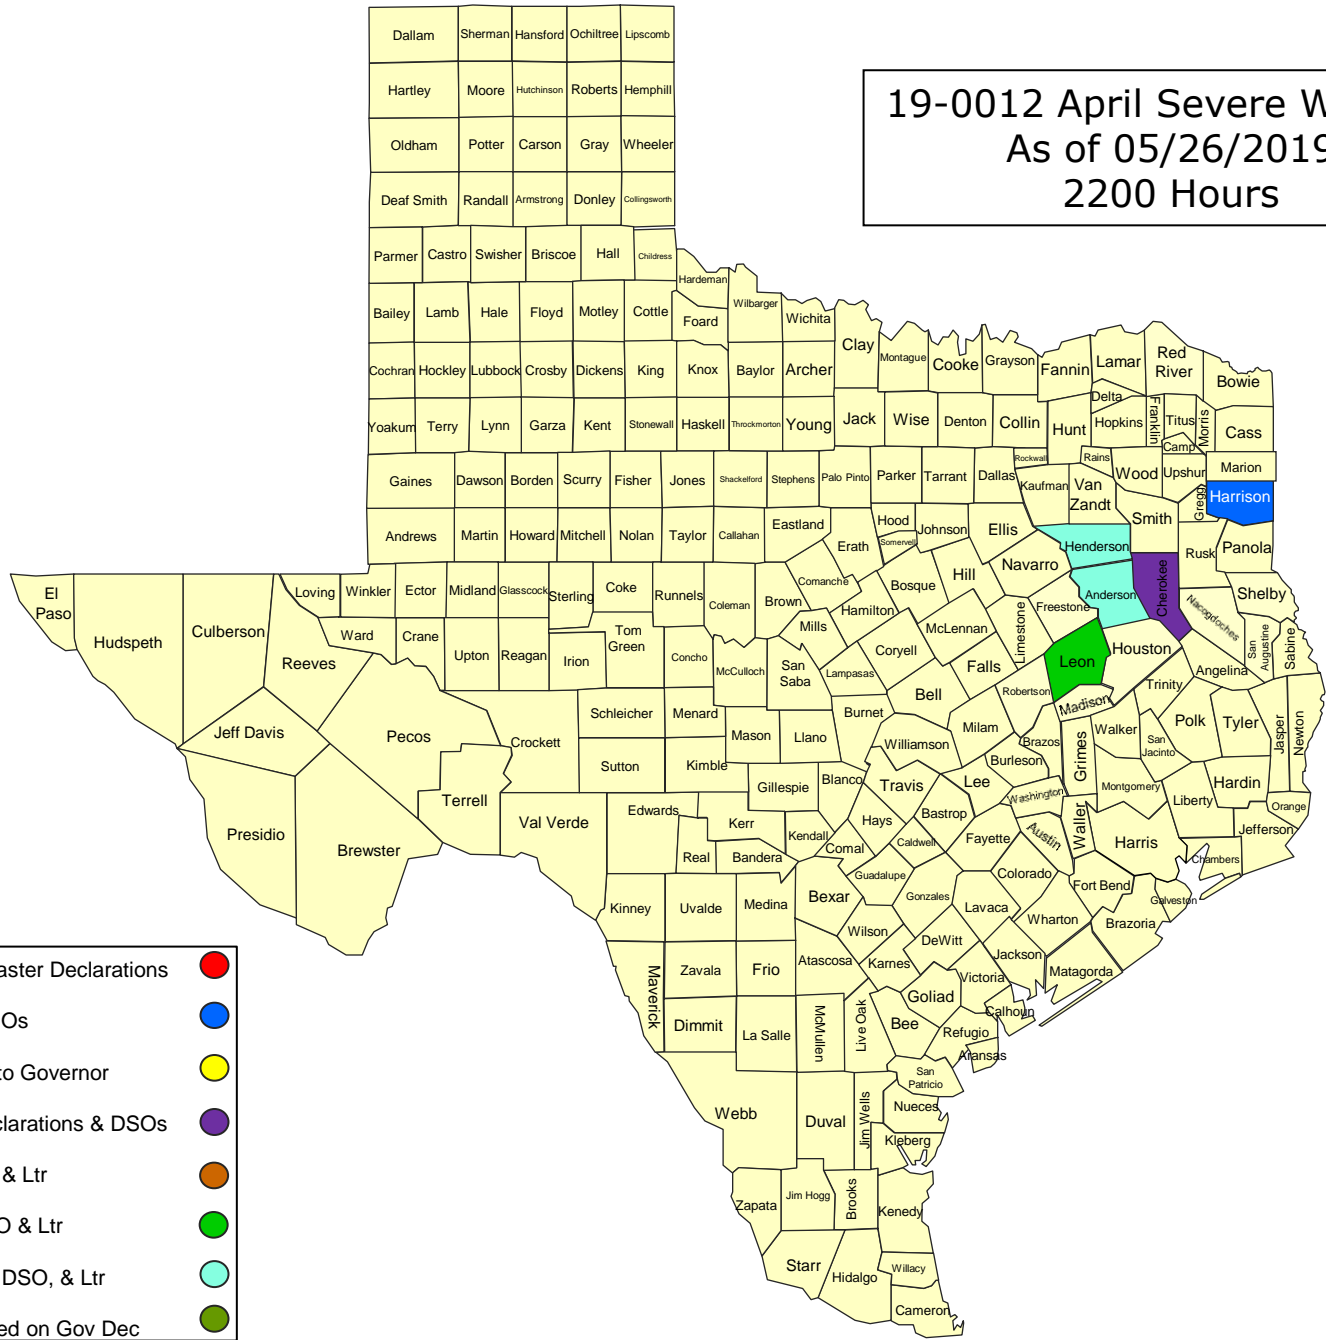 19-0012 April Severe W
As of 05/26/2019
2200 Hours
Dallam Sherman Hansford Ochiltree Lipscomb
Hartley Moore Hutchinson Roberts Hemphill
Oldham Potter Carson Gray Wheeler
Deaf Smith Randall Armstrong Donley Collingsworth
Parmer Castro Swisher Briscoe Hall Childress
Hardeman
Bailey Lamb Hale Floyd Motley Cottle Foard Wilbarger Wichita
Clay Montague Cooke Grayson Fannin Lamar Red
River
Bowie
Cochran Hockley Lubbock Crosby Dickens King Knox Baylor Archer
Delta
Yoakum Terry Lynn Garza Kent Stonewall Haskell Throckmorton Young Jack Wise Denton Collin Hunt Hopkins Franklin Titus Morris Cass
Camp
Rockwall Rains
Gaines Dawson Borden Scurry Fisher Jones Shackelford Stephens Palo Pinto Parker Tarrant Dallas Kaufman Van
Zandt
Wood Upshur Marion
Gregg Harrison
Andrews Martin Howard Mitchell Nolan Taylor Callahan Eastland Erath Hood Somervell Johnson Ellis Henderson Smith Rusk Panola
El
Paso
Hudspeth Culberson Loving Winkler Ector Midland Glasscock Sterling Coke Runnels Coleman Brown Comanche Hamilton Bosque Hill Navarro Freestone Anderson Cherokee Nacogdoches Shelby
Reeves Ward Crane Upton Reagan Irion Tom
Green
Concho McCulloch San
Saba
Mills Lampasas Coryell McLennan Limestone Falls Leon Houston Angelina San
Augustine
Sabine
Jeff Davis Pecos Crockett Schleicher Menard Mason Llano Burnet Bell Milam Robertson Madison Trinity Walker Polk Tyler Jasper Newton
San
Jacinto
Presidio Brewster Terrell Val Verde Sutton Kimble Gillespie Blanco Williamson Travis Lee Burleson Brazos Grimes Washington Montgomery Liberty Hardin Orange
Edwards Kerr Real Bandera Kendall Comal Hays Caldwell Bastrop Fayette Austin Waller Harris Chambers Jefferson
Kinney Uvalde Medina Bexar Guadalupe Gonzales Lavaca Colorado Wharton Fort Bend Brazoria Galveston
Maverick Zavala Frio Atascosa Wilson Karnes DeWitt Jackson Matagorda
Dimmit La Salle McMullen Live Oak Bee Goliad Victoria Calhoun Refugio Aransas
San
Patricio
Webb Duval Jim Wells Nueces Kleberg
Zapata Jim Hogg Brooks Kenedy
Starr Hidalgo Willacy
Cameron
aster Declarations
Os
to Governor
clarations & DSOs
& Ltr
O & Ltr
DSO, & Ltr
ed on Gov Dec